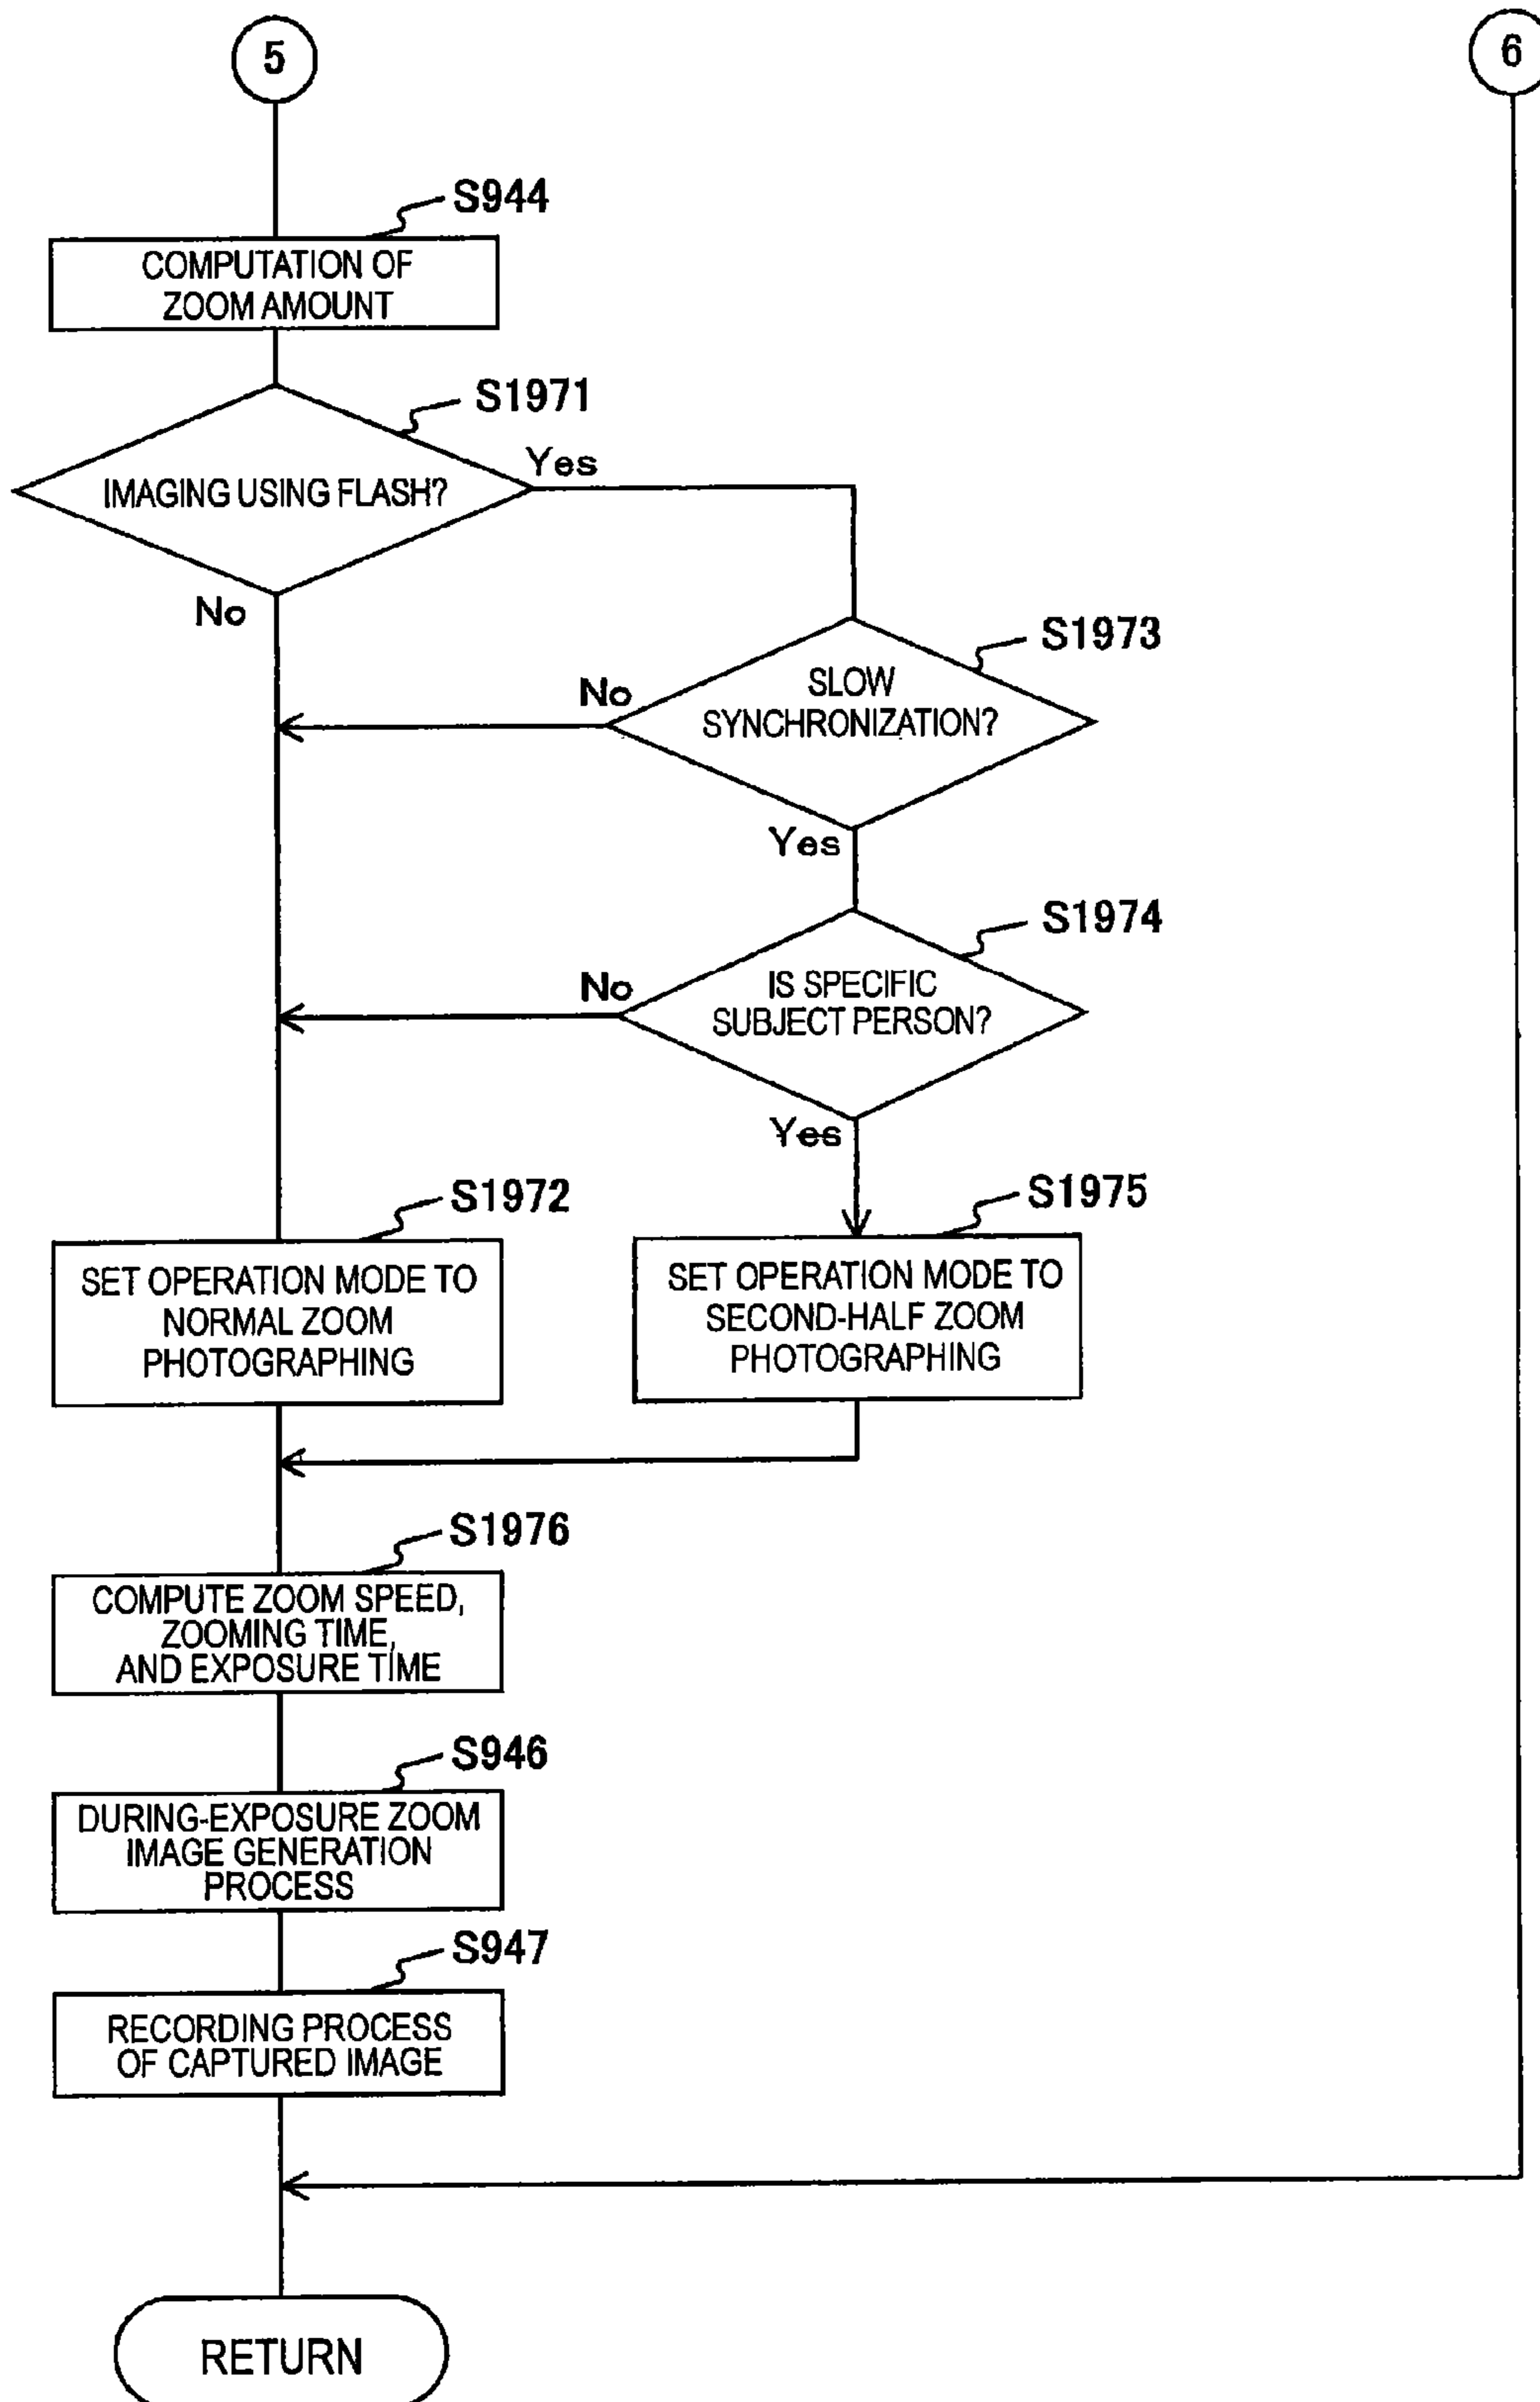 5
6
S944
COMPUTATION OF
ZOOM AMOUNT
S1971
IMAGING USING FLASH?
Yes
No
S1973
SLOW
SYNCHRONIZATION?
No
Yes
S1974
IS SPECIFIC
SUBJECT PERSON?
No
Yes
S1972
SET OPERATION MODE TO
NORMAL ZOOM
PHOTOGRAPHING
S1975
SET OPERATION MODE TO
SECOND-HALF ZOOM
PHOTOGRAPHING
S1976
COMPUTE ZOOM SPEED,
ZOOMING TIME,
AND EXPOSURE TIME
S946
DURING-EXPOSURE ZOOM
IMAGE GENERATION
PROCESS
S947
RECORDING PROCESS
OF CAPTURED IMAGE
RETURN